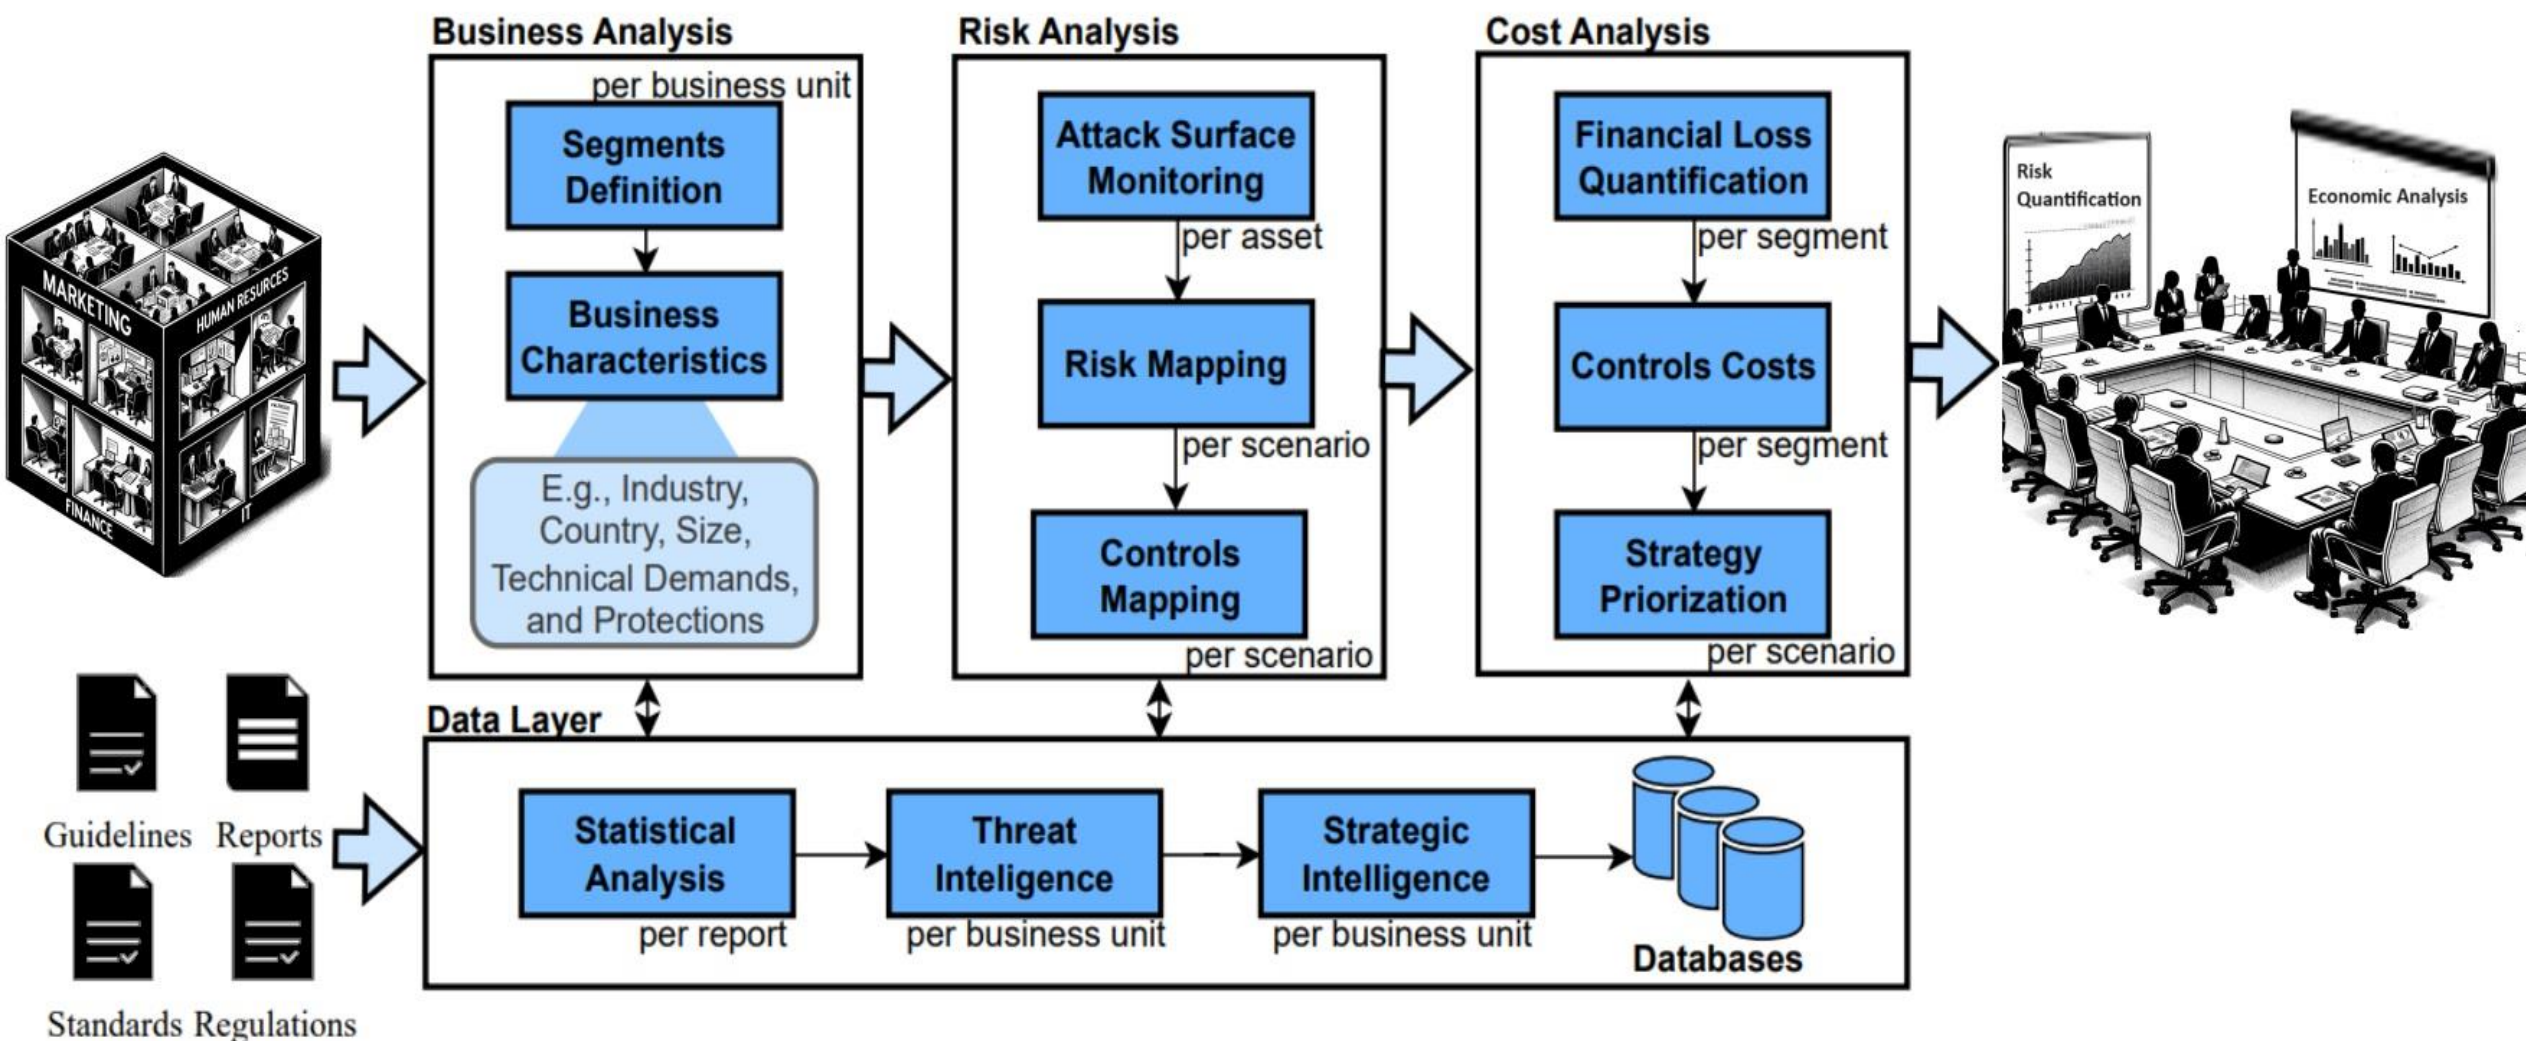 MARKETING
HUMAN RESURCES
FINANCE
IT
Business Analysis
per business unit
Segments
Definition
Business
Characteristics
E.g., Industry,
Country, Size,
Technical Demands,
and Protections
Risk Analysis
Attack Surface
Monitoring
per asset
Risk Mapping
per scenario
Controls
Mapping
per scenario
Cost Analysis
Financial Loss
Quantification
per segment
Controls Costs
per segment
Strategy
Priorization
per scenario
Risk
Quantification
Economic Analysis
Guidelines
Reports
Standards
Regulations
Data Layer
Statistical
Analysis
per report
Threat
Inteligence
per business unit
Strategic
Intelligence
per business unit
Databases